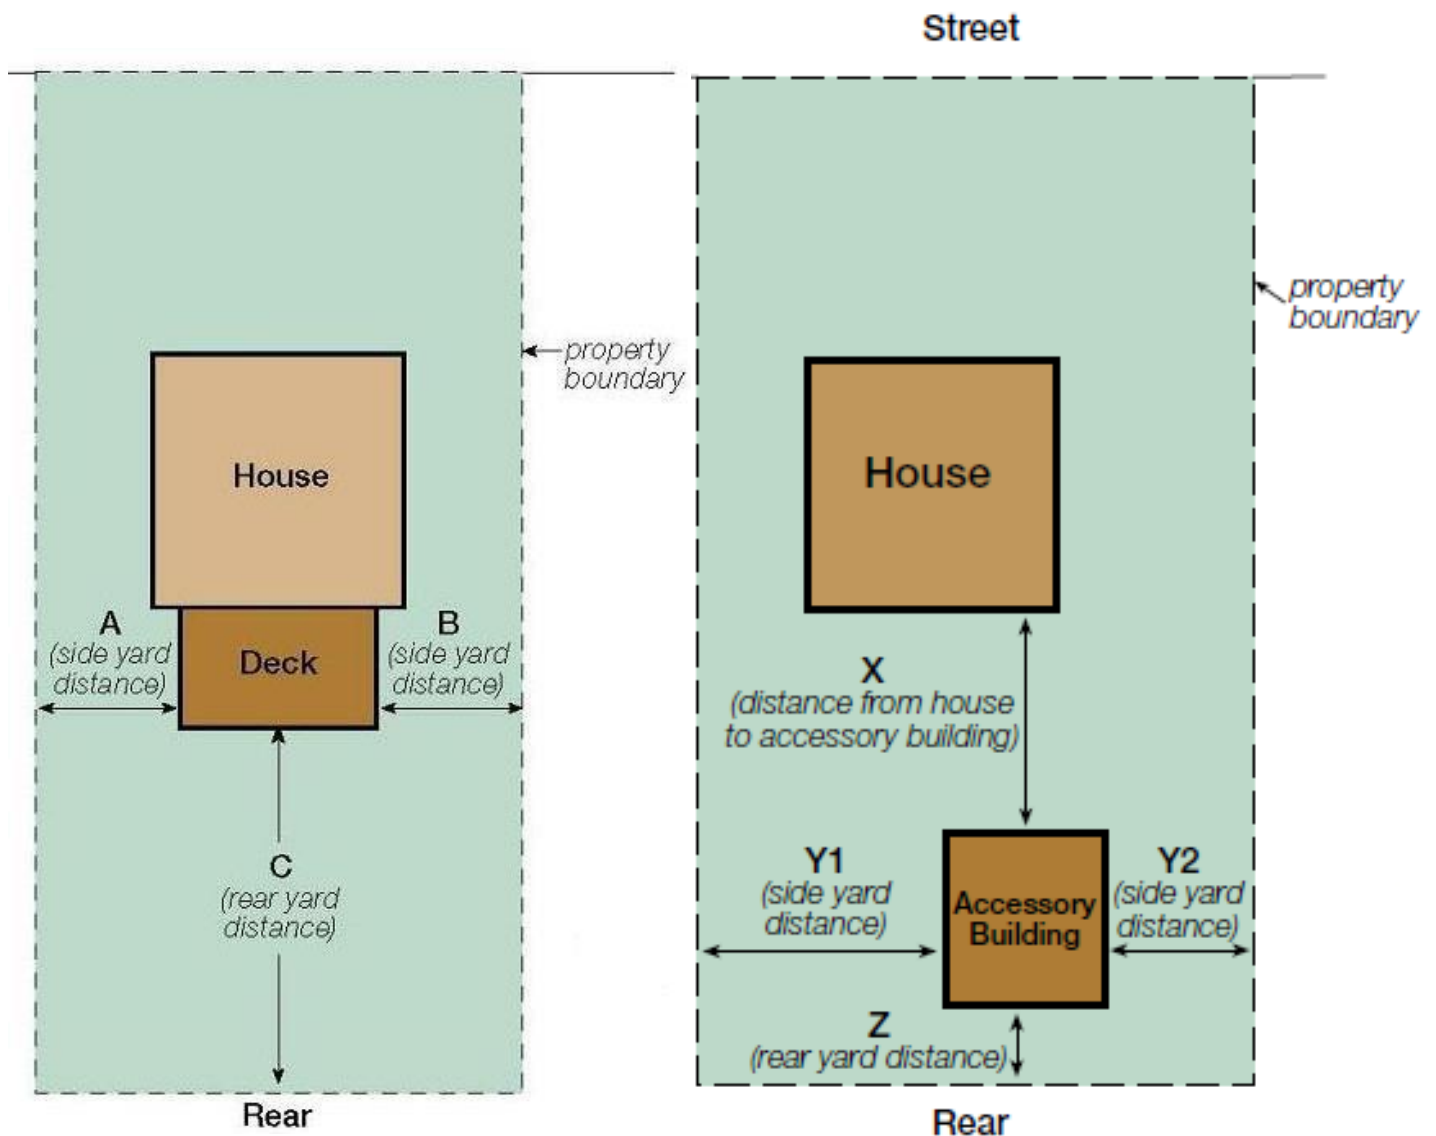 Street
property
boundary
House
A
(side yard
distance)
Deck
B
(side yard
distance)
C
(rear yard
distance)
Rear
property
boundary
House
X
(distance from house
to accessory building)
Y1
(side yard
distance)
Accessory
Building
Y2
(side yard
distance)
Z
(rear yard distance)
Rear